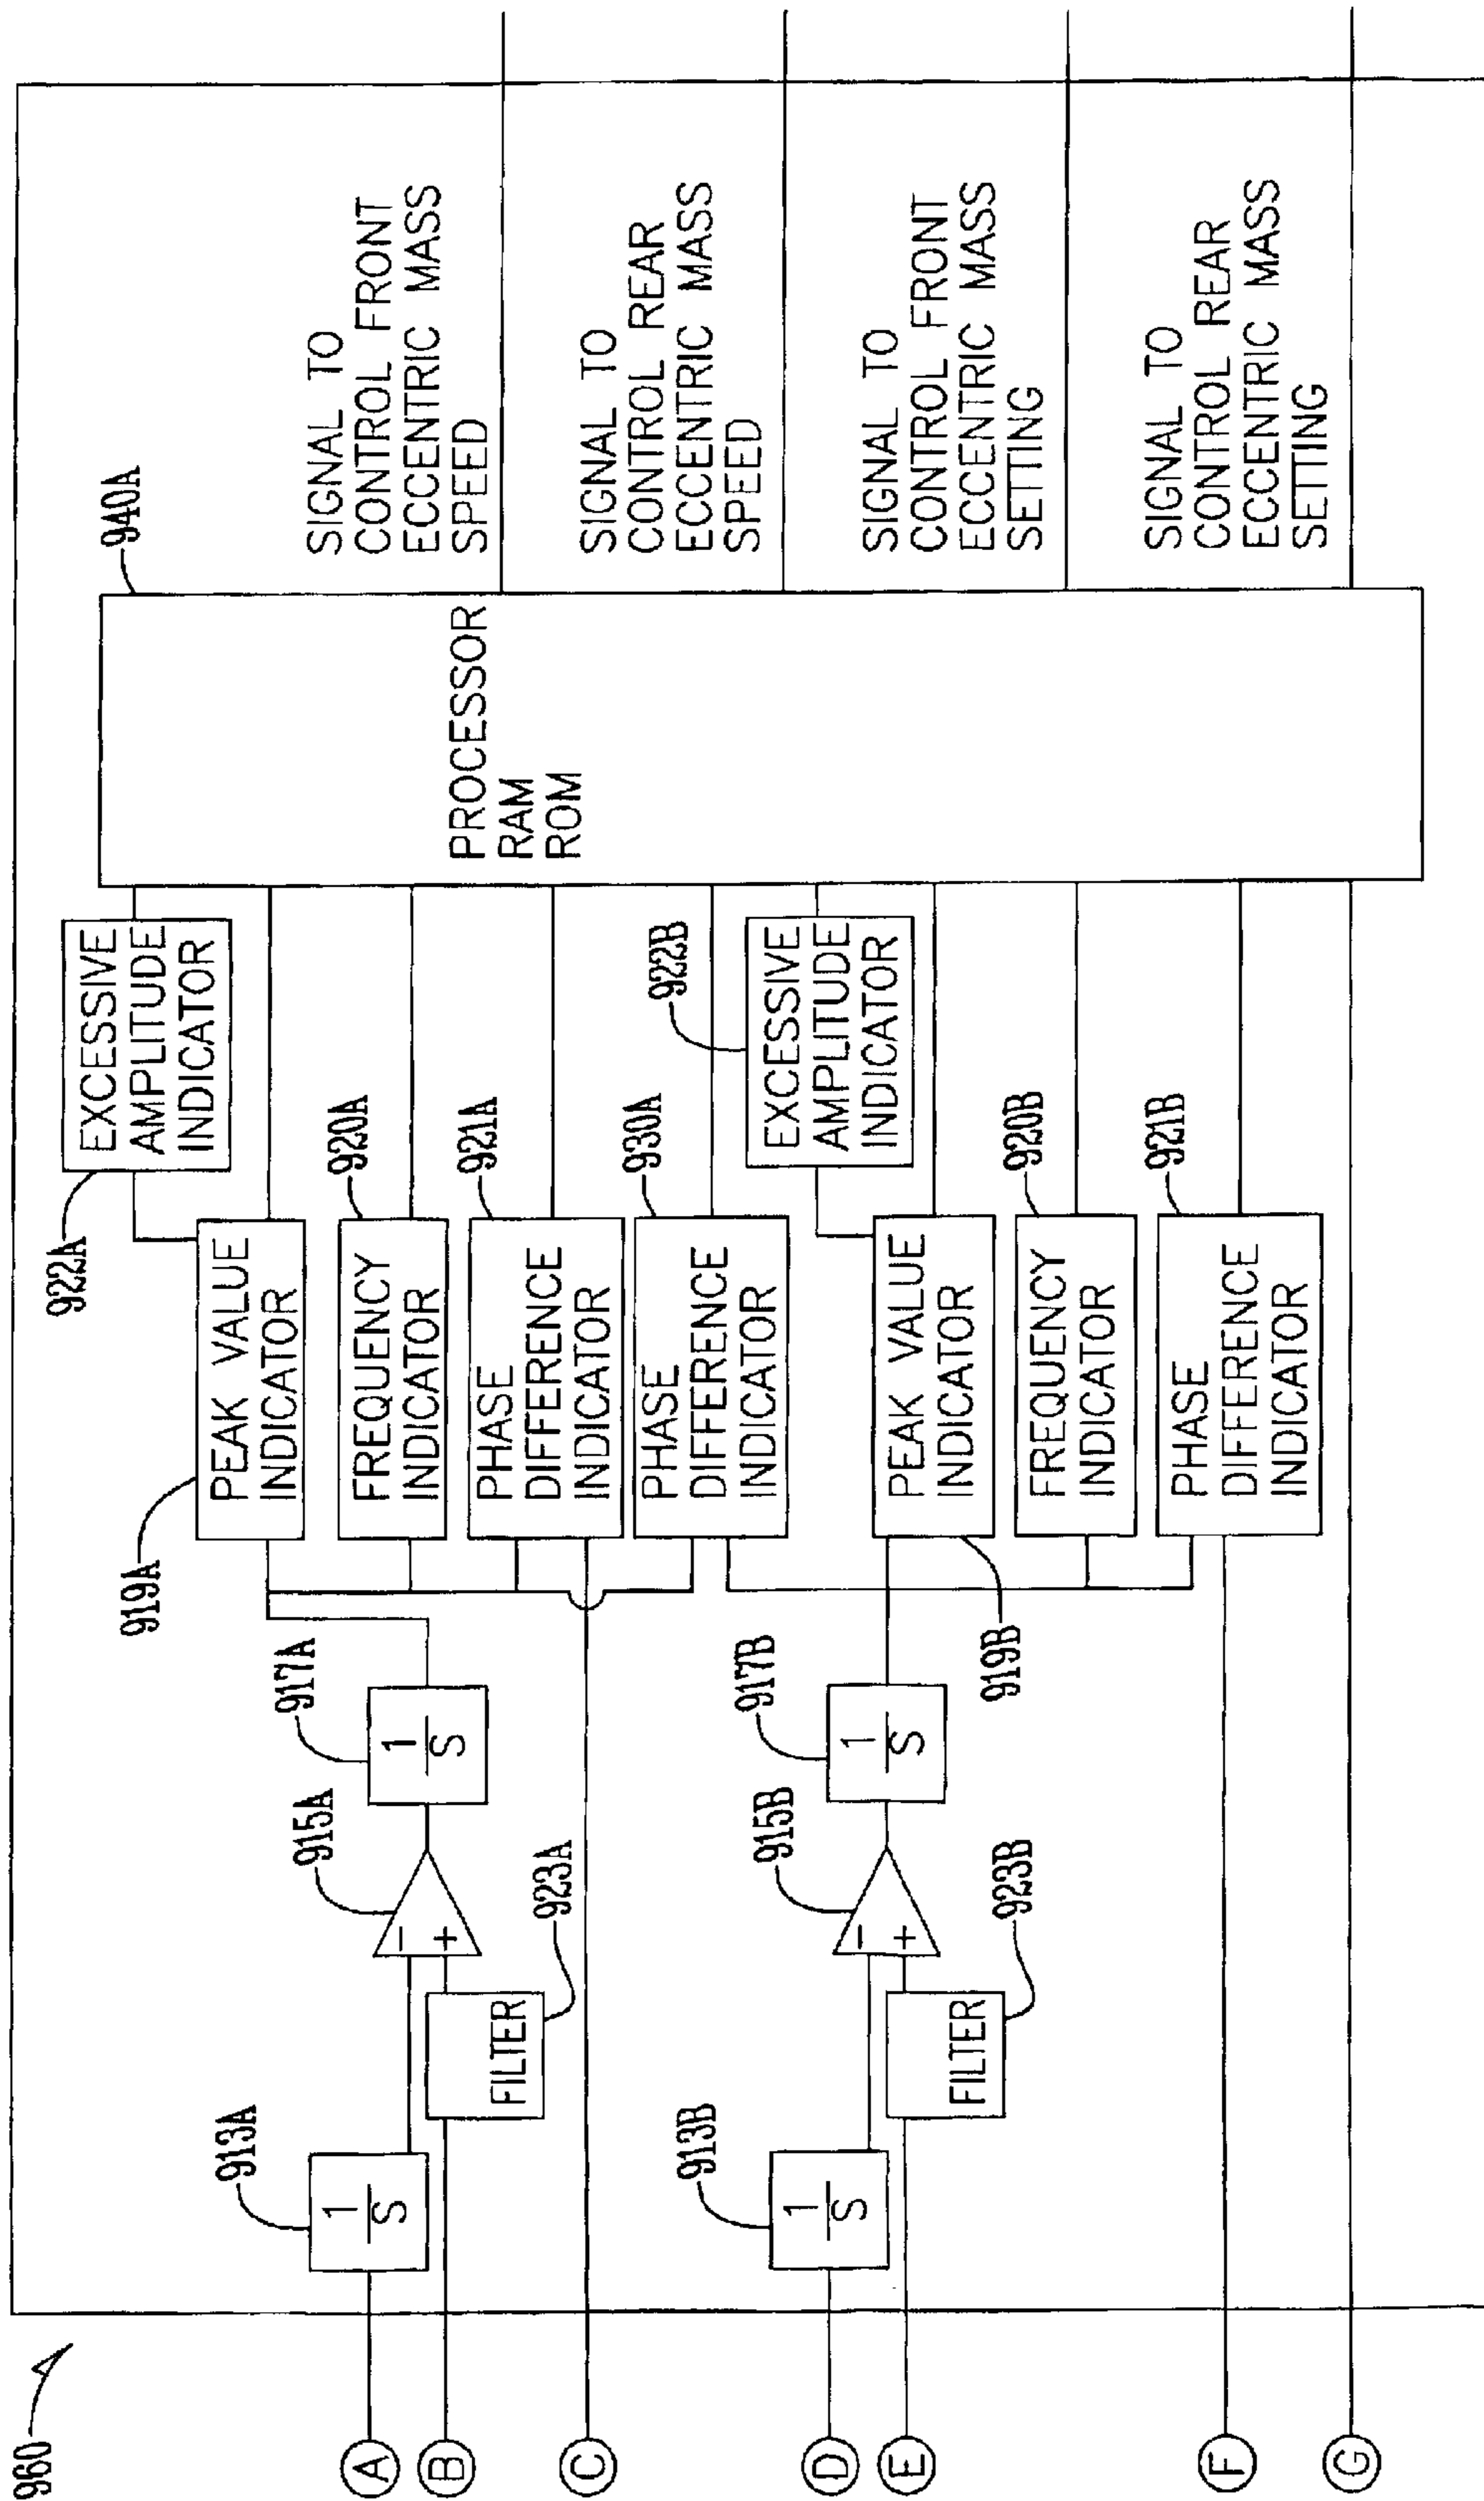 960
A
B
C
D
E
F
G
913A
1
S
FILTER
923A
−
+
915A
1
S
917A
913B
1
S
FILTER
923B
−
+
915B
1
S
917B
919A
PEAK VALUE
INDICATOR
922A
EXCESSIVE
AMPLITUDE
INDICATOR
920A
FREQUENCY
INDICATOR
921A
PHASE
DIFFERENCE
INDICATOR
930A
PHASE
DIFFERENCE
INDICATOR
922B
EXCESSIVE
AMPLITUDE
INDICATOR
919B
PEAK VALUE
INDICATOR
920B
FREQUENCY
INDICATOR
921B
PHASE
DIFFERENCE
INDICATOR
940A
PROCESSOR
RAM
ROM
SIGNAL TO
CONTROL FRONT
ECCENTRIC MASS
SPEED
SIGNAL TO
CONTROL REAR
ECCENTRIC MASS
SPEED
SIGNAL TO
CONTROL FRONT
ECCENTRIC MASS
SETTING
SIGNAL TO
CONTROL REAR
ECCENTRIC MASS
SETTING